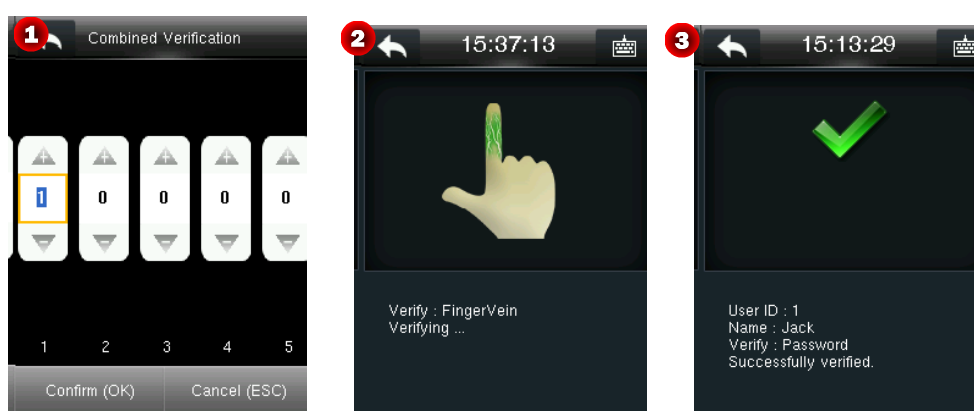 1
Combined Verification
1 0 0 0 0
1 2 3 4 5
Confirm (OK) Cancel (ESC)
2
15:37:13
Verify : FingerVein
Verifying ...
3
15:13:29
User ID : 1
Name : Jack
Verify : Password
Successfully verified.